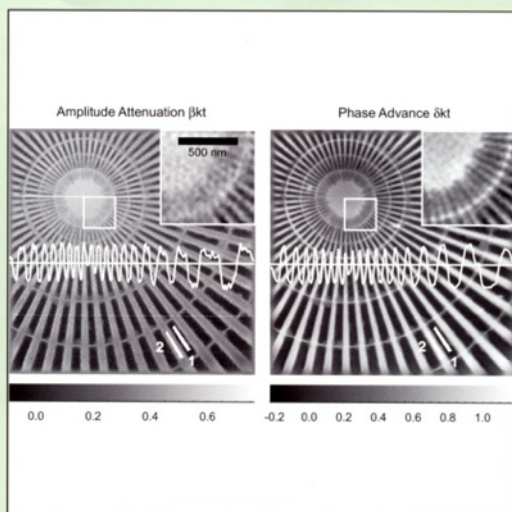 Amplitude Attenuation βkt
Phase Advance δkt
500 nm
2
1
2
1
0.0 0.2 0.4 0.6
-0.2 0.0 0.2 0.4 0.6 0.8 1.0